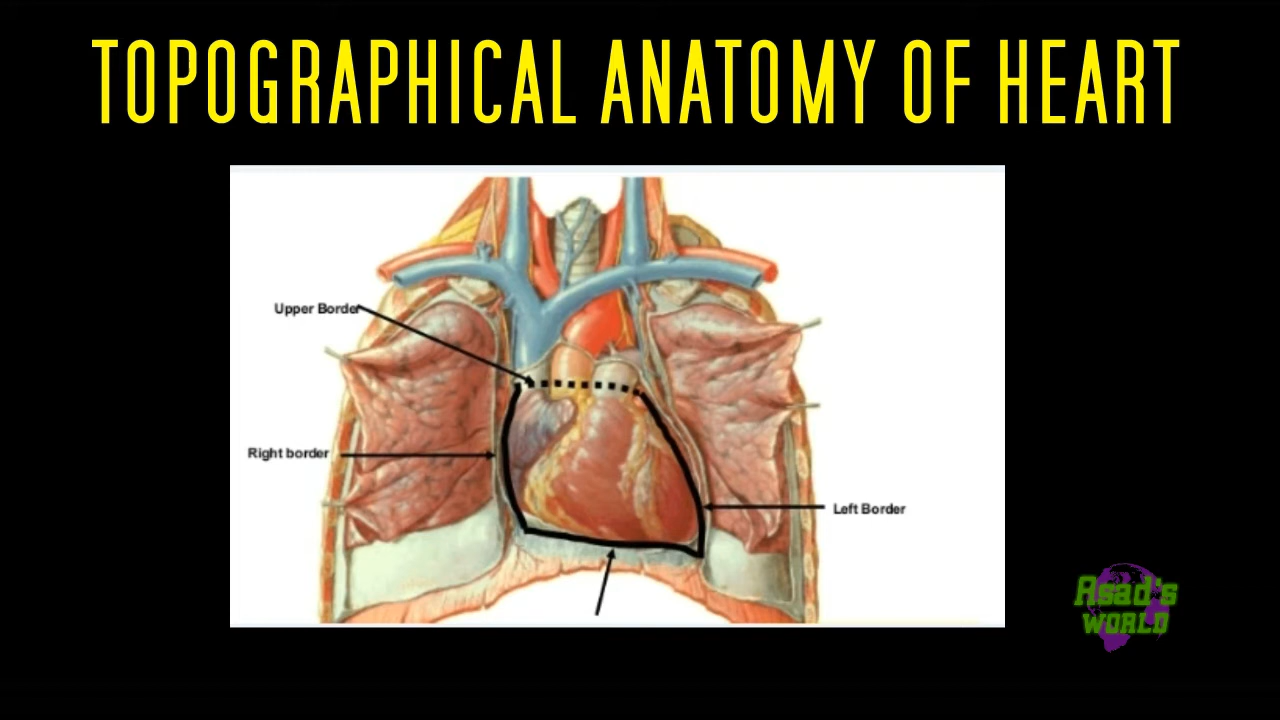 TOPOGRAPHICAL ANATOMY OF HEART
Upper Border
Right border
Left Border
Asad's
WORLD